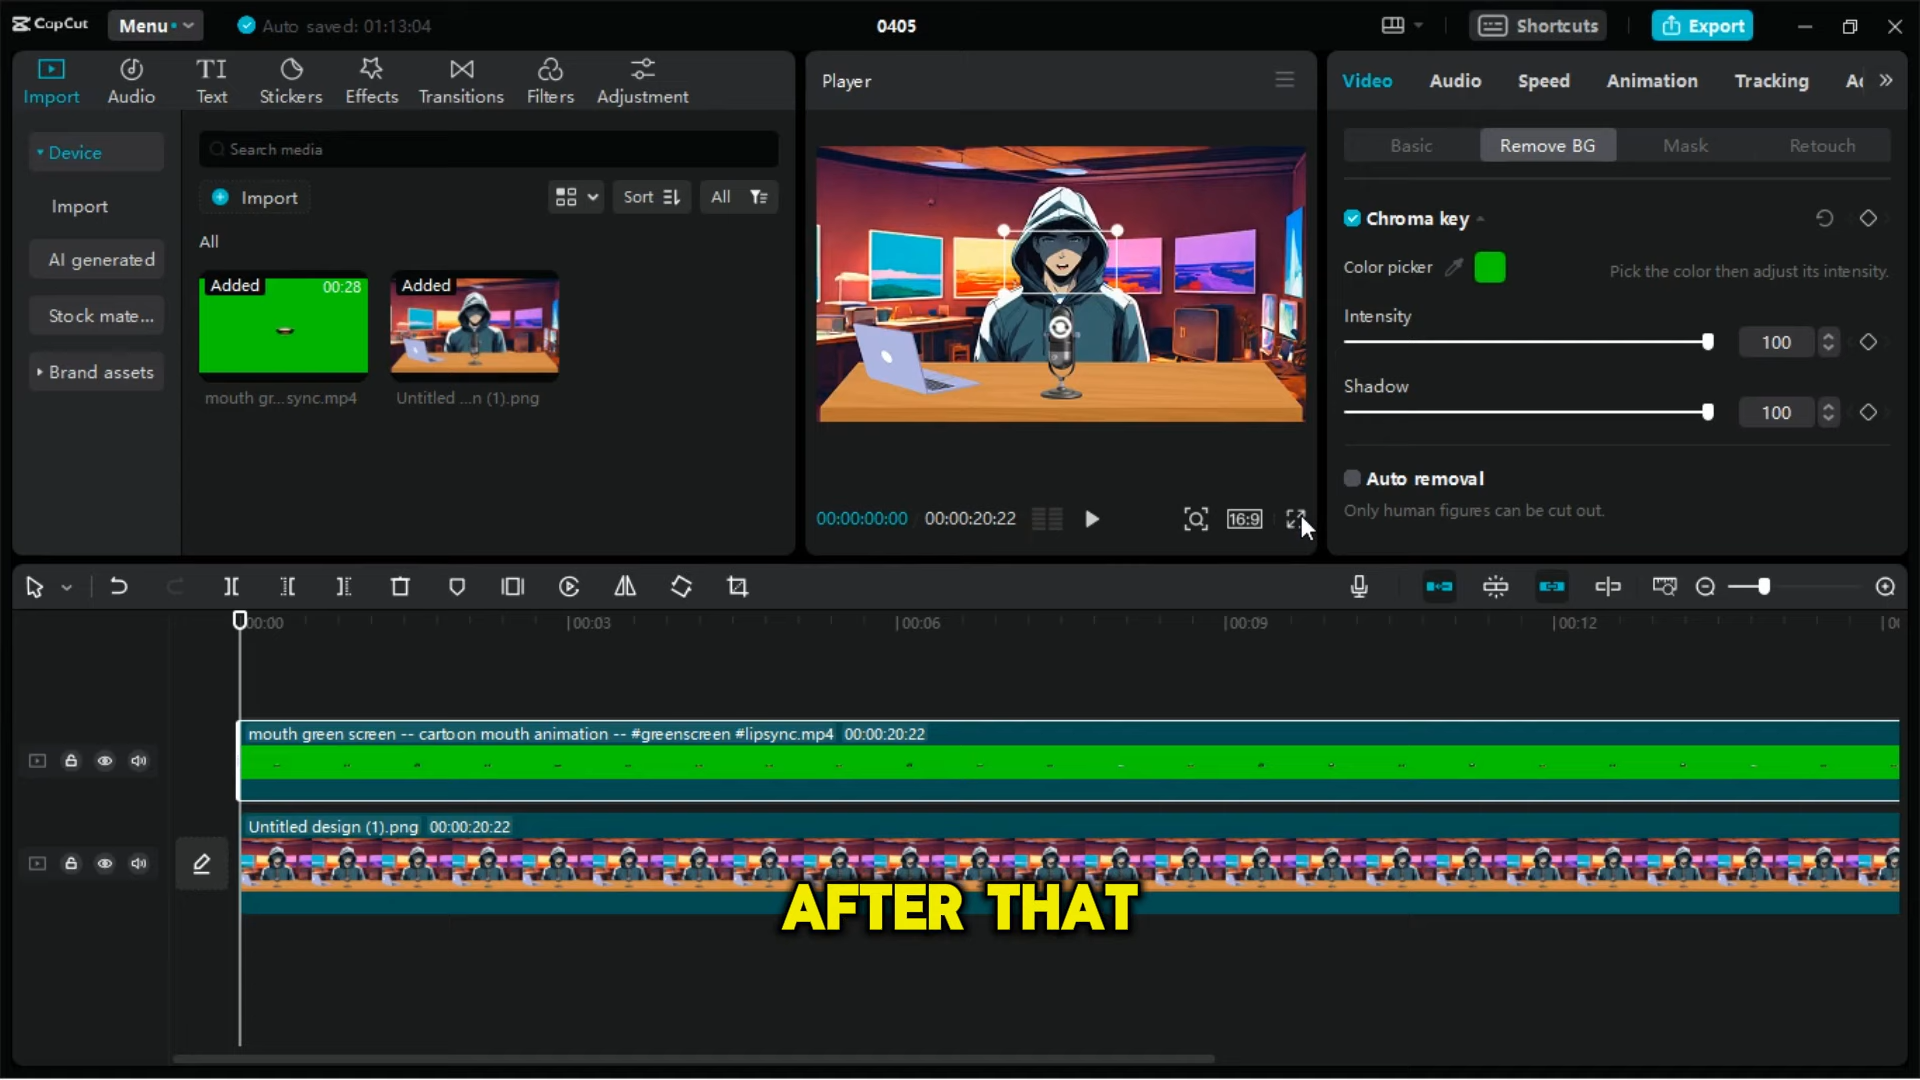 CapCut
Menu
Auto saved: 01:13:04
0405
Shortcuts
Export
Import
Audio
TI
Text
Stickers
Effects
Transitions
Filters
Adjustment
Player
Video
Audio
Speed
Animation
Tracking
Device
Import
AI generated
Stock mate...
Brand assets
Search media
Import
Sort
All
All
Added
00:28
mouth gr...sync.mp4
Added
Untitled ...n (1).png
00:00:00:00
00:00:20:22
16:9
Basic
Remove BG
Mask
Retouch
Chroma key
Color picker
Pick the color then adjust its intensity.
Intensity
100
Shadow
100
Auto removal
Only human figures can be cut out.
00:00
00:03
00:06
00:09
00:12
mouth green screen -- cartoon mouth animation -- #greenscreen #lipsync.mp4 00:00:20:22
Untitled design (1).png 00:00:20:22
AFTER THAT